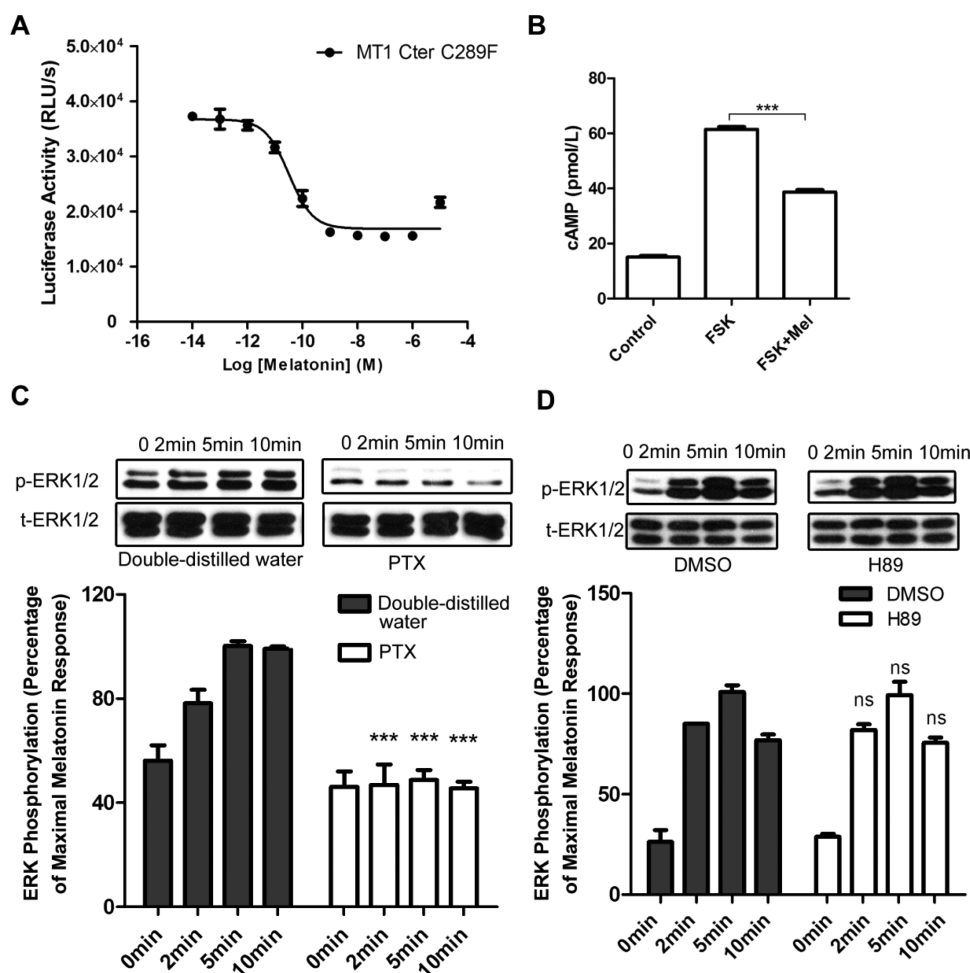 A
MT1 Cter C289F
Luciferase Activity (RLU/s)
5.0×10⁴
4.0×10⁴
3.0×10⁴
2.0×10⁴
1.0×10⁴
0
-16 -14 -12 -10 -8 -6 -4
Log [Melatonin] (M)
B
cAMP (pmol/L)
80
60
40
20
0
***
Control FSK FSK+Mel
C
0 2min 5min 10min 0 2min 5min 10min
p-ERK1/2
t-ERK1/2
Double-distilled water PTX
ERK Phosphorylation (Percentage
of Maximal Melatonin Response)
120
80
40
0
Double-distilled
water
PTX
*** *** ***
0min 2min 5min 10min 0min 2min 5min 10min
D
0 2min 5min 10min 0 2min 5min 10min
p-ERK1/2
t-ERK1/2
DMSO H89
ERK Phosphorylation (Percentage
of Maximal Melatonin Response)
150
100
50
0
DMSO
H89
ns ns ns
0min 2min 5min 10min 0min 2min 5min 10min